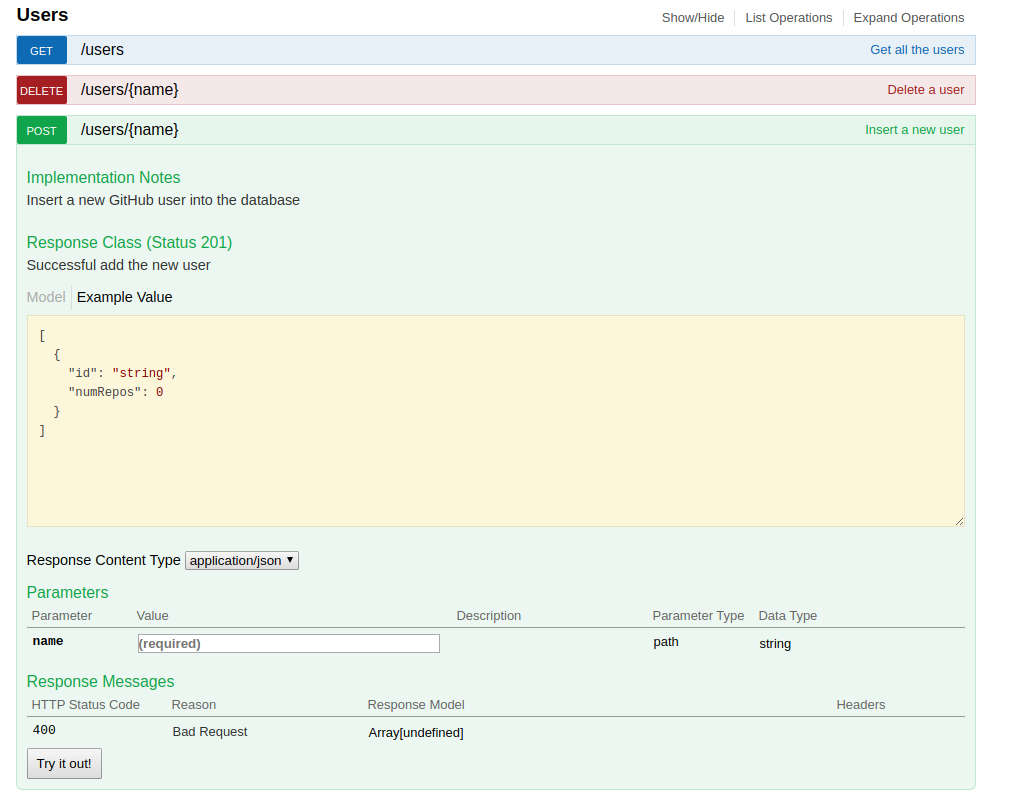 Users
Show/Hide List Operations Expand Operations
GET /users Get all the users
DELETE /users/{name} Delete a user
POST /users/{name} Insert a new user
Implementation Notes
Insert a new GitHub user into the database
Response Class (Status 201)
Successful add the new user
Model Example Value
[
  {
    "id": "string",
    "numRepos": 0
  }
]
Response Content Type application/json
Parameters
Parameter Value Description Parameter Type Data Type
name (required) path string
Response Messages
HTTP Status Code Reason Response Model Headers
400 Bad Request Array[undefined]
Try it out!